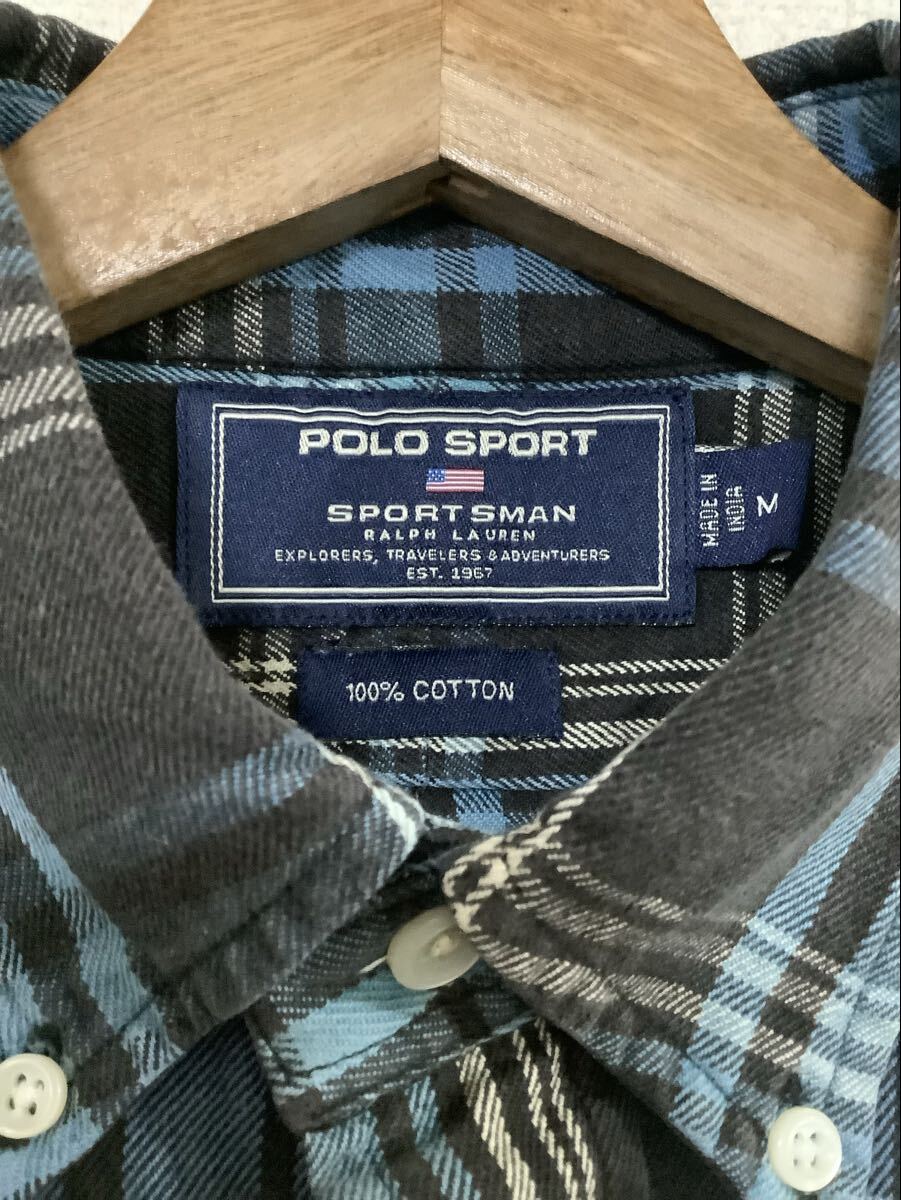 POLO SPORT
SPORTSMAN
RALPH LAUREN
EXPLORERS, TRAVELERS & ADVENTURERS
EST. 1967
MADE IN
INDIA
M
100% COTTON